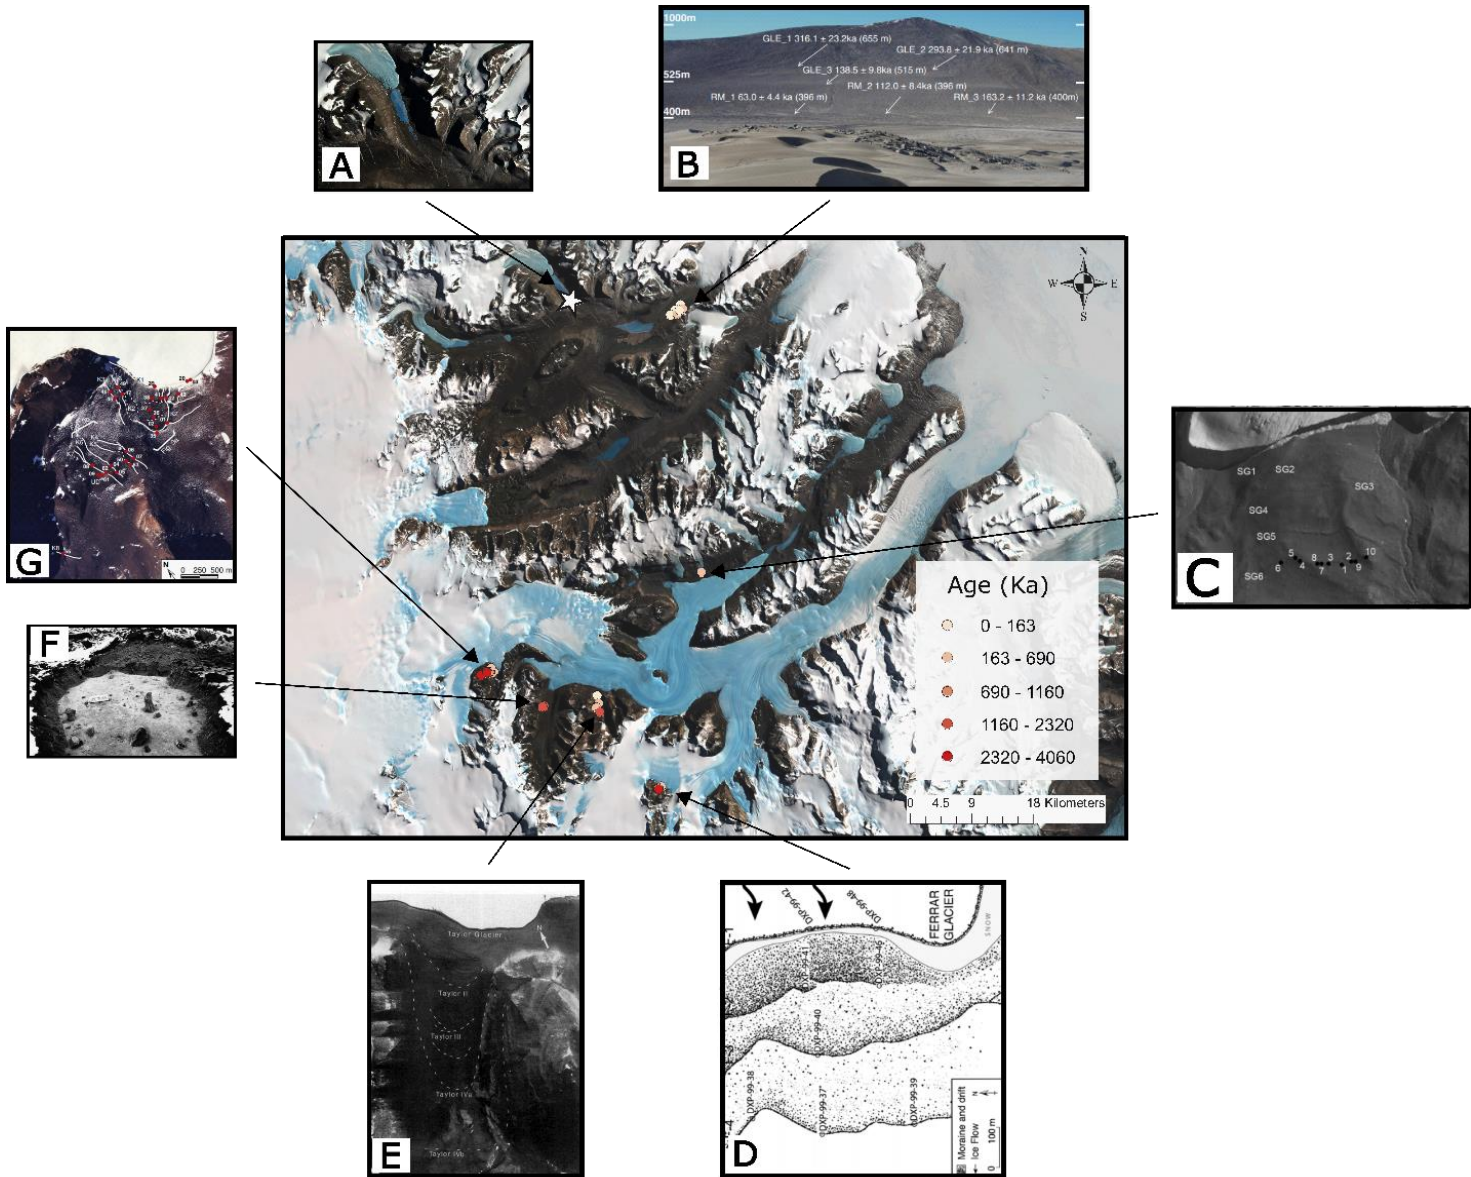 A
1000m
GLE_1 316.1 ± 23.2ka (655 m)
GLE_2 293.8 ± 21.9 ka (641 m)
525m
GLE_3 138.5 ± 9.8ka (515 m)
RM_2 112.0 ± 8.4ka (396 m)
RM_1 63.0 ± 4.4 ka (396 m)
RM_3 163.2 ± 11.2 ka (400m)
400m
B
N
W E
S
Age (Ka)
0 - 163
163 - 690
690 - 1160
1160 - 2320
2320 - 4060
0 4.5 9 18 Kilometers
SG1 SG2
SG3
SG4
SG5
5 8 3 2 10
6 4 7 1 9
SG6
C
G
N
0 250 500 m
F
Taylor Glacier
N
Taylor II
Taylor III
Taylor IVa
Taylor IVb
E
DXP-99-42
DXP-99-48
FERRAR
GLACIER
SNOW
DXP-99-41
DXP-99-46
DXP-99-40
DXP-99-38
DXP-99-37
DXP-99-39
Moraine and drift
Ice Flow N
0 100 m
D